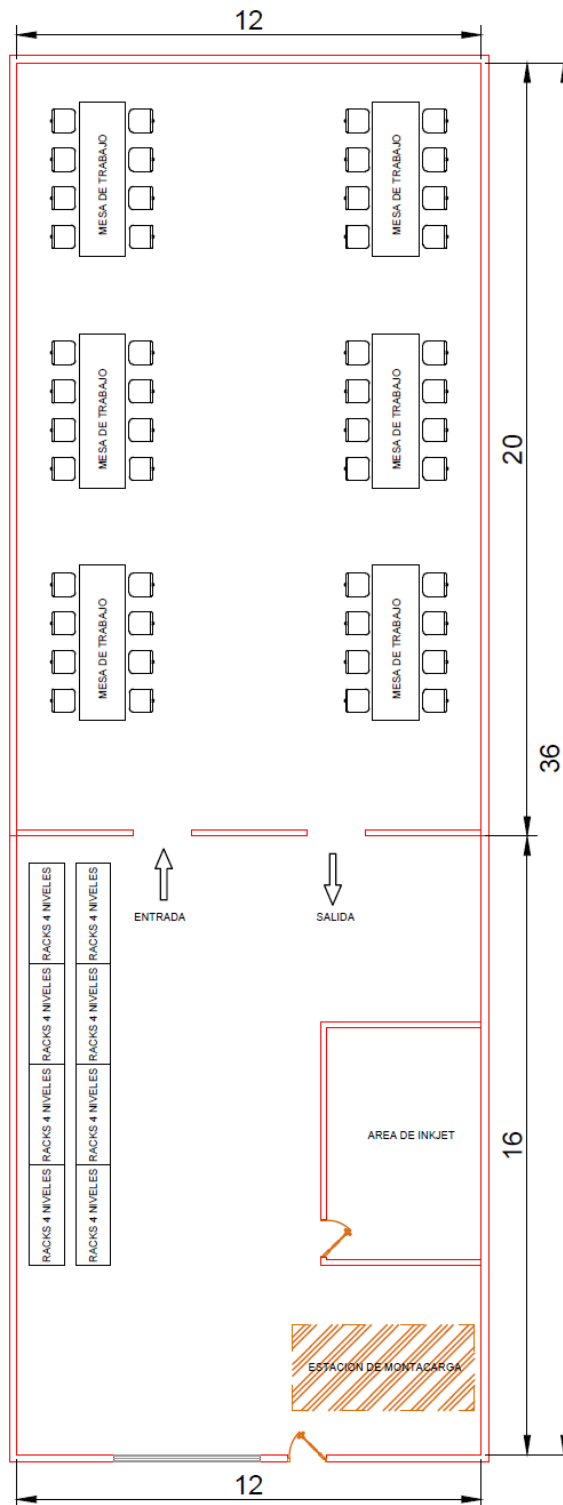 12
MESA DE TRABAJO
MESA DE TRABAJO
MESA DE TRABAJO
MESA DE TRABAJO
20
MESA DE TRABAJO
MESA DE TRABAJO
36
ENTRADA
SALIDA
RACKS 4 NIVELES
RACKS 4 NIVELES
RACKS 4 NIVELES
RACKS 4 NIVELES
RACKS 4 NIVELES
RACKS 4 NIVELES
RACKS 4 NIVELES
RACKS 4 NIVELES
AREA DE INKJET
16
ESTACION DE MONTACARGA
12